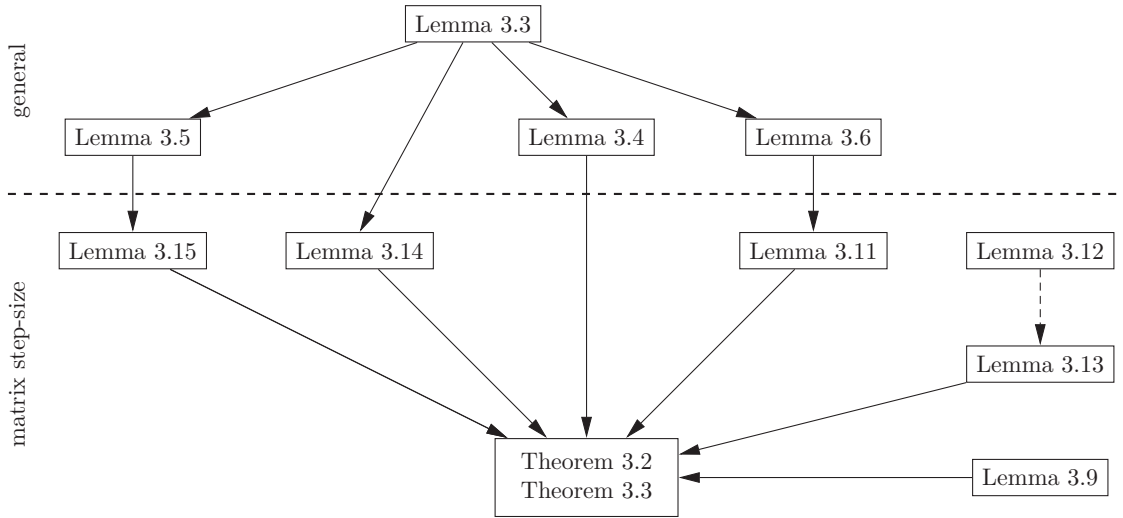 general
Lemma 3.3
Lemma 3.5
Lemma 3.4
Lemma 3.6
matrix step-size
Lemma 3.15
Lemma 3.14
Lemma 3.11
Lemma 3.12
Lemma 3.13
Theorem 3.2
Theorem 3.3
Lemma 3.9